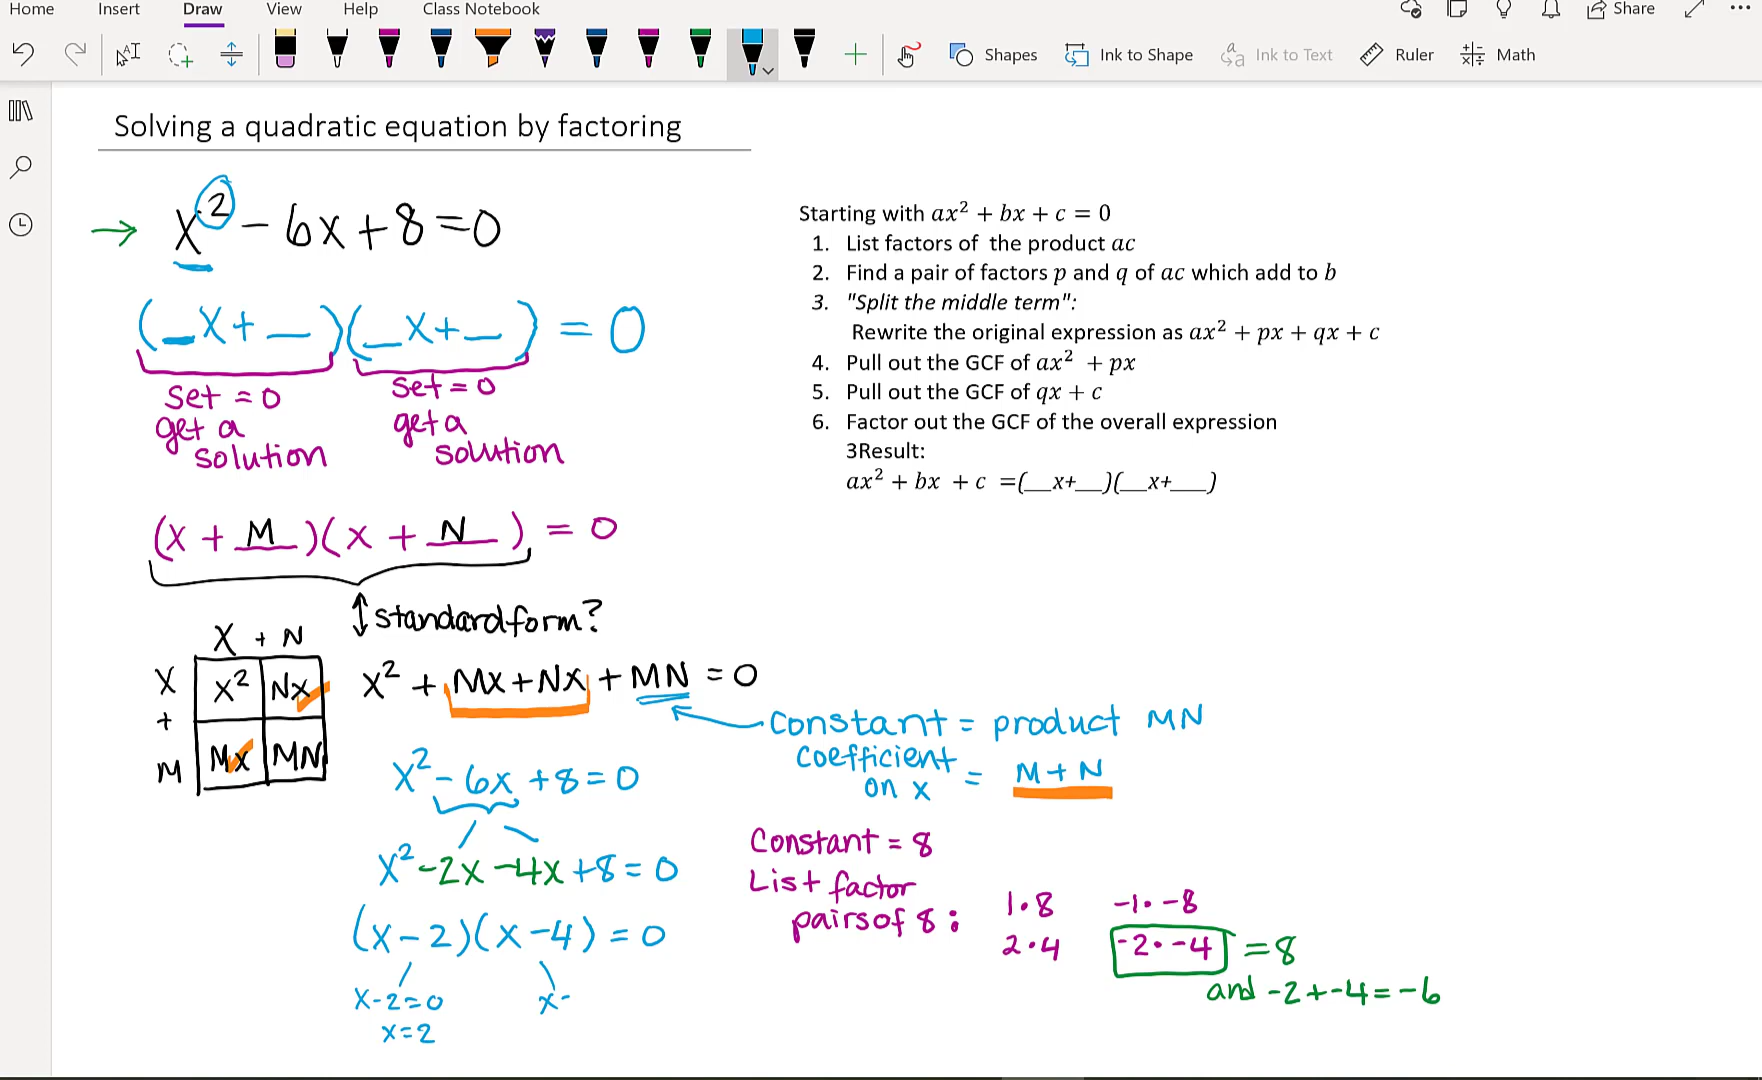 Home Insert Draw View Help Class Notebook Share
Shapes Ink to Shape Ink to Text Ruler Math
Solving a quadratic equation by factoring
→ x² - 6x + 8 = 0
(_x + _)(_x + _) = 0
set = 0 get a solution
set = 0 get a solution
(x + M)(x + N) = 0
↕ standard form?
X + N
X x² Nx
+
M Mx MN
x² + Mx + Nx + MN = 0
constant = product MN
coefficient on x = M + N
x² - 6x + 8 = 0
x² - 2x - 4x + 8 = 0
(x - 2)(x - 4) = 0
x - 2 = 0 x -
x = 2
Constant = 8
List factor
pairs of 8 : 1·8 -1·-8
2·4 -2·-4 = 8
and -2 + -4 = -6
Starting with ax² + bx + c = 0
1. List factors of the product ac
2. Find a pair of factors p and q of ac which add to b
3. "Split the middle term":
Rewrite the original expression as ax² + px + qx + c
4. Pull out the GCF of ax² + px
5. Pull out the GCF of qx + c
6. Factor out the GCF of the overall expression
3Result:
ax² + bx + c =(__x+__)(__x+___)